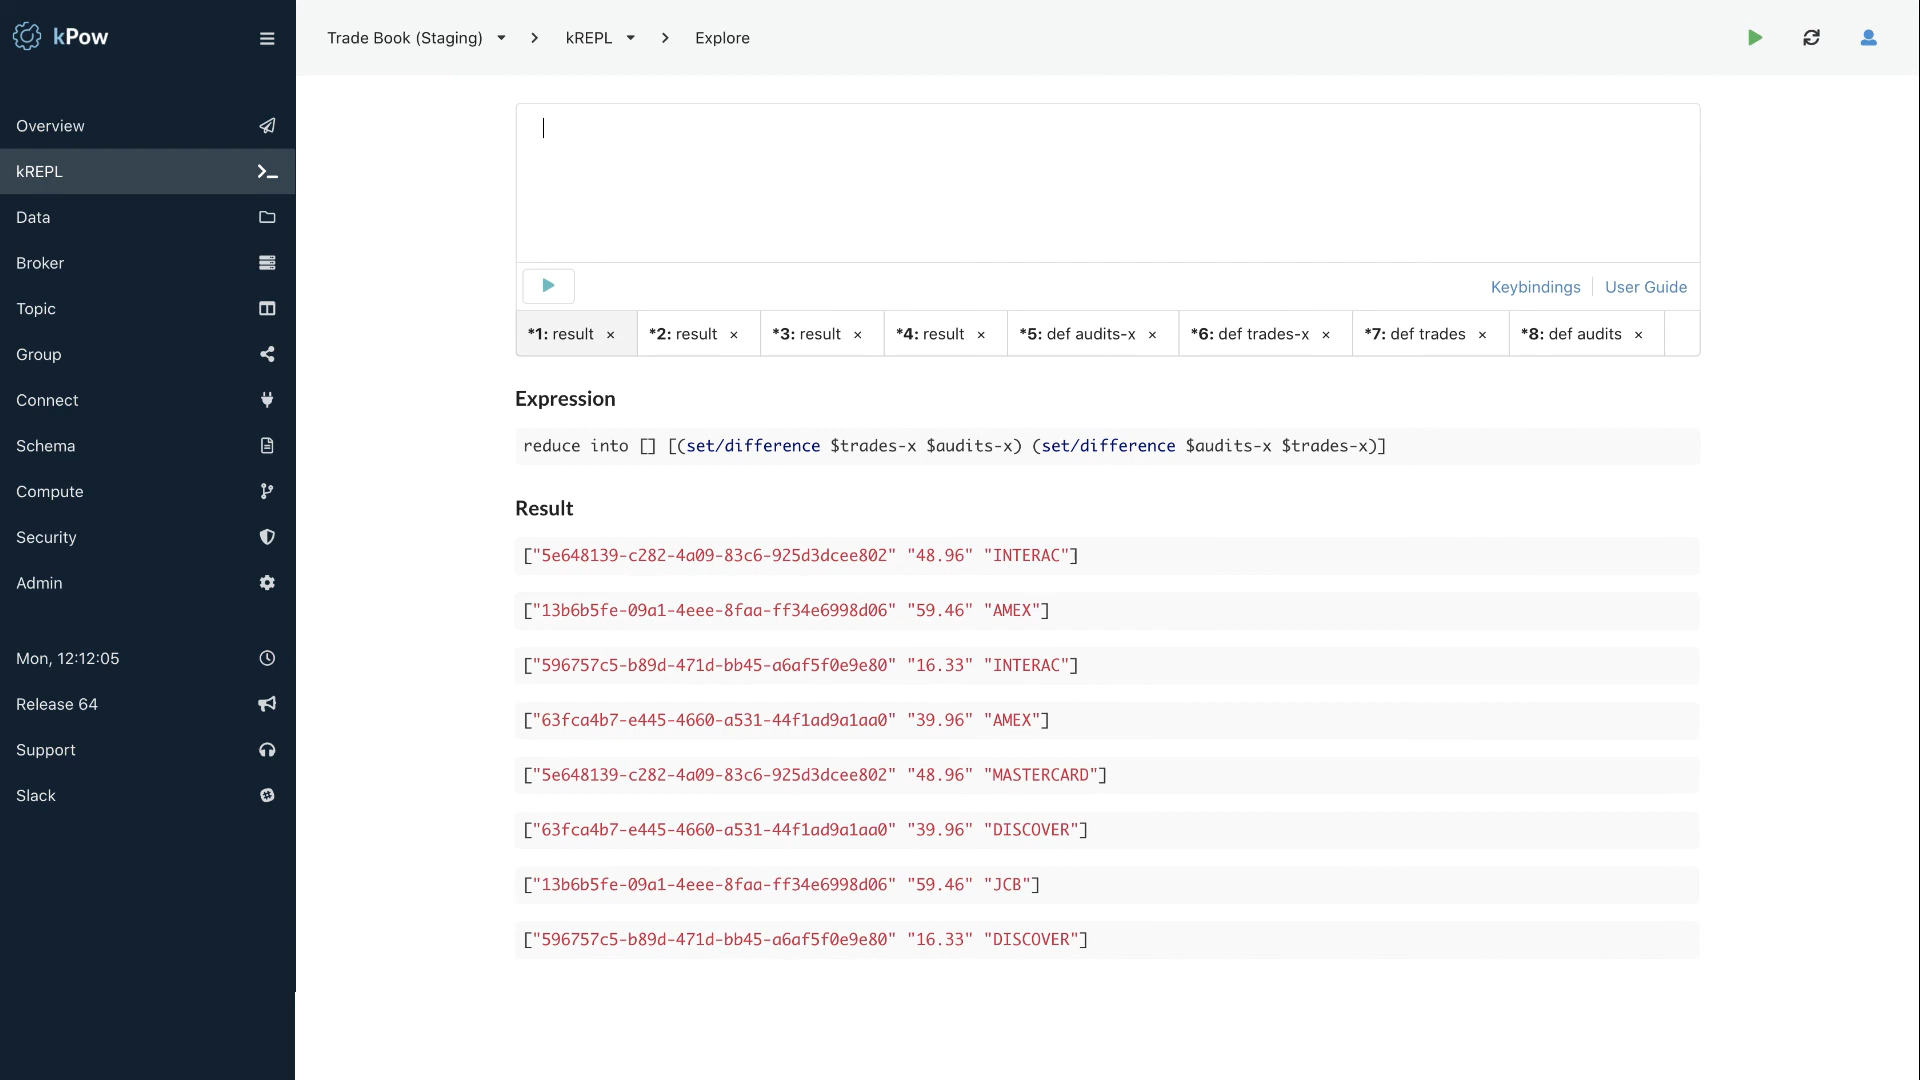 kPow
Trade Book (Staging) kREPL Explore
Overview
kREPL
Data
Broker
Topic
Group
Connect
Schema
Compute
Security
Admin
Mon, 12:12:05
Release 64
Support
Slack
Keybindings User Guide
*1: result × *2: result × *3: result × *4: result × *5: def audits-x × *6: def trades-x × *7: def trades × *8: def audits ×
Expression
reduce into [] [(set/difference $trades-x $audits-x) (set/difference $audits-x $trades-x)]
Result
["5e648139-c282-4a09-83c6-925d3dcee802" "48.96" "INTERAC"]
["13b6b5fe-09a1-4eee-8faa-ff34e6998d06" "59.46" "AMEX"]
["596757c5-b89d-471d-bb45-a6af5f0e9e80" "16.33" "INTERAC"]
["63fca4b7-e445-4660-a531-44f1ad9a1aa0" "39.96" "AMEX"]
["5e648139-c282-4a09-83c6-925d3dcee802" "48.96" "MASTERCARD"]
["63fca4b7-e445-4660-a531-44f1ad9a1aa0" "39.96" "DISCOVER"]
["13b6b5fe-09a1-4eee-8faa-ff34e6998d06" "59.46" "JCB"]
["596757c5-b89d-471d-bb45-a6af5f0e9e80" "16.33" "DISCOVER"]